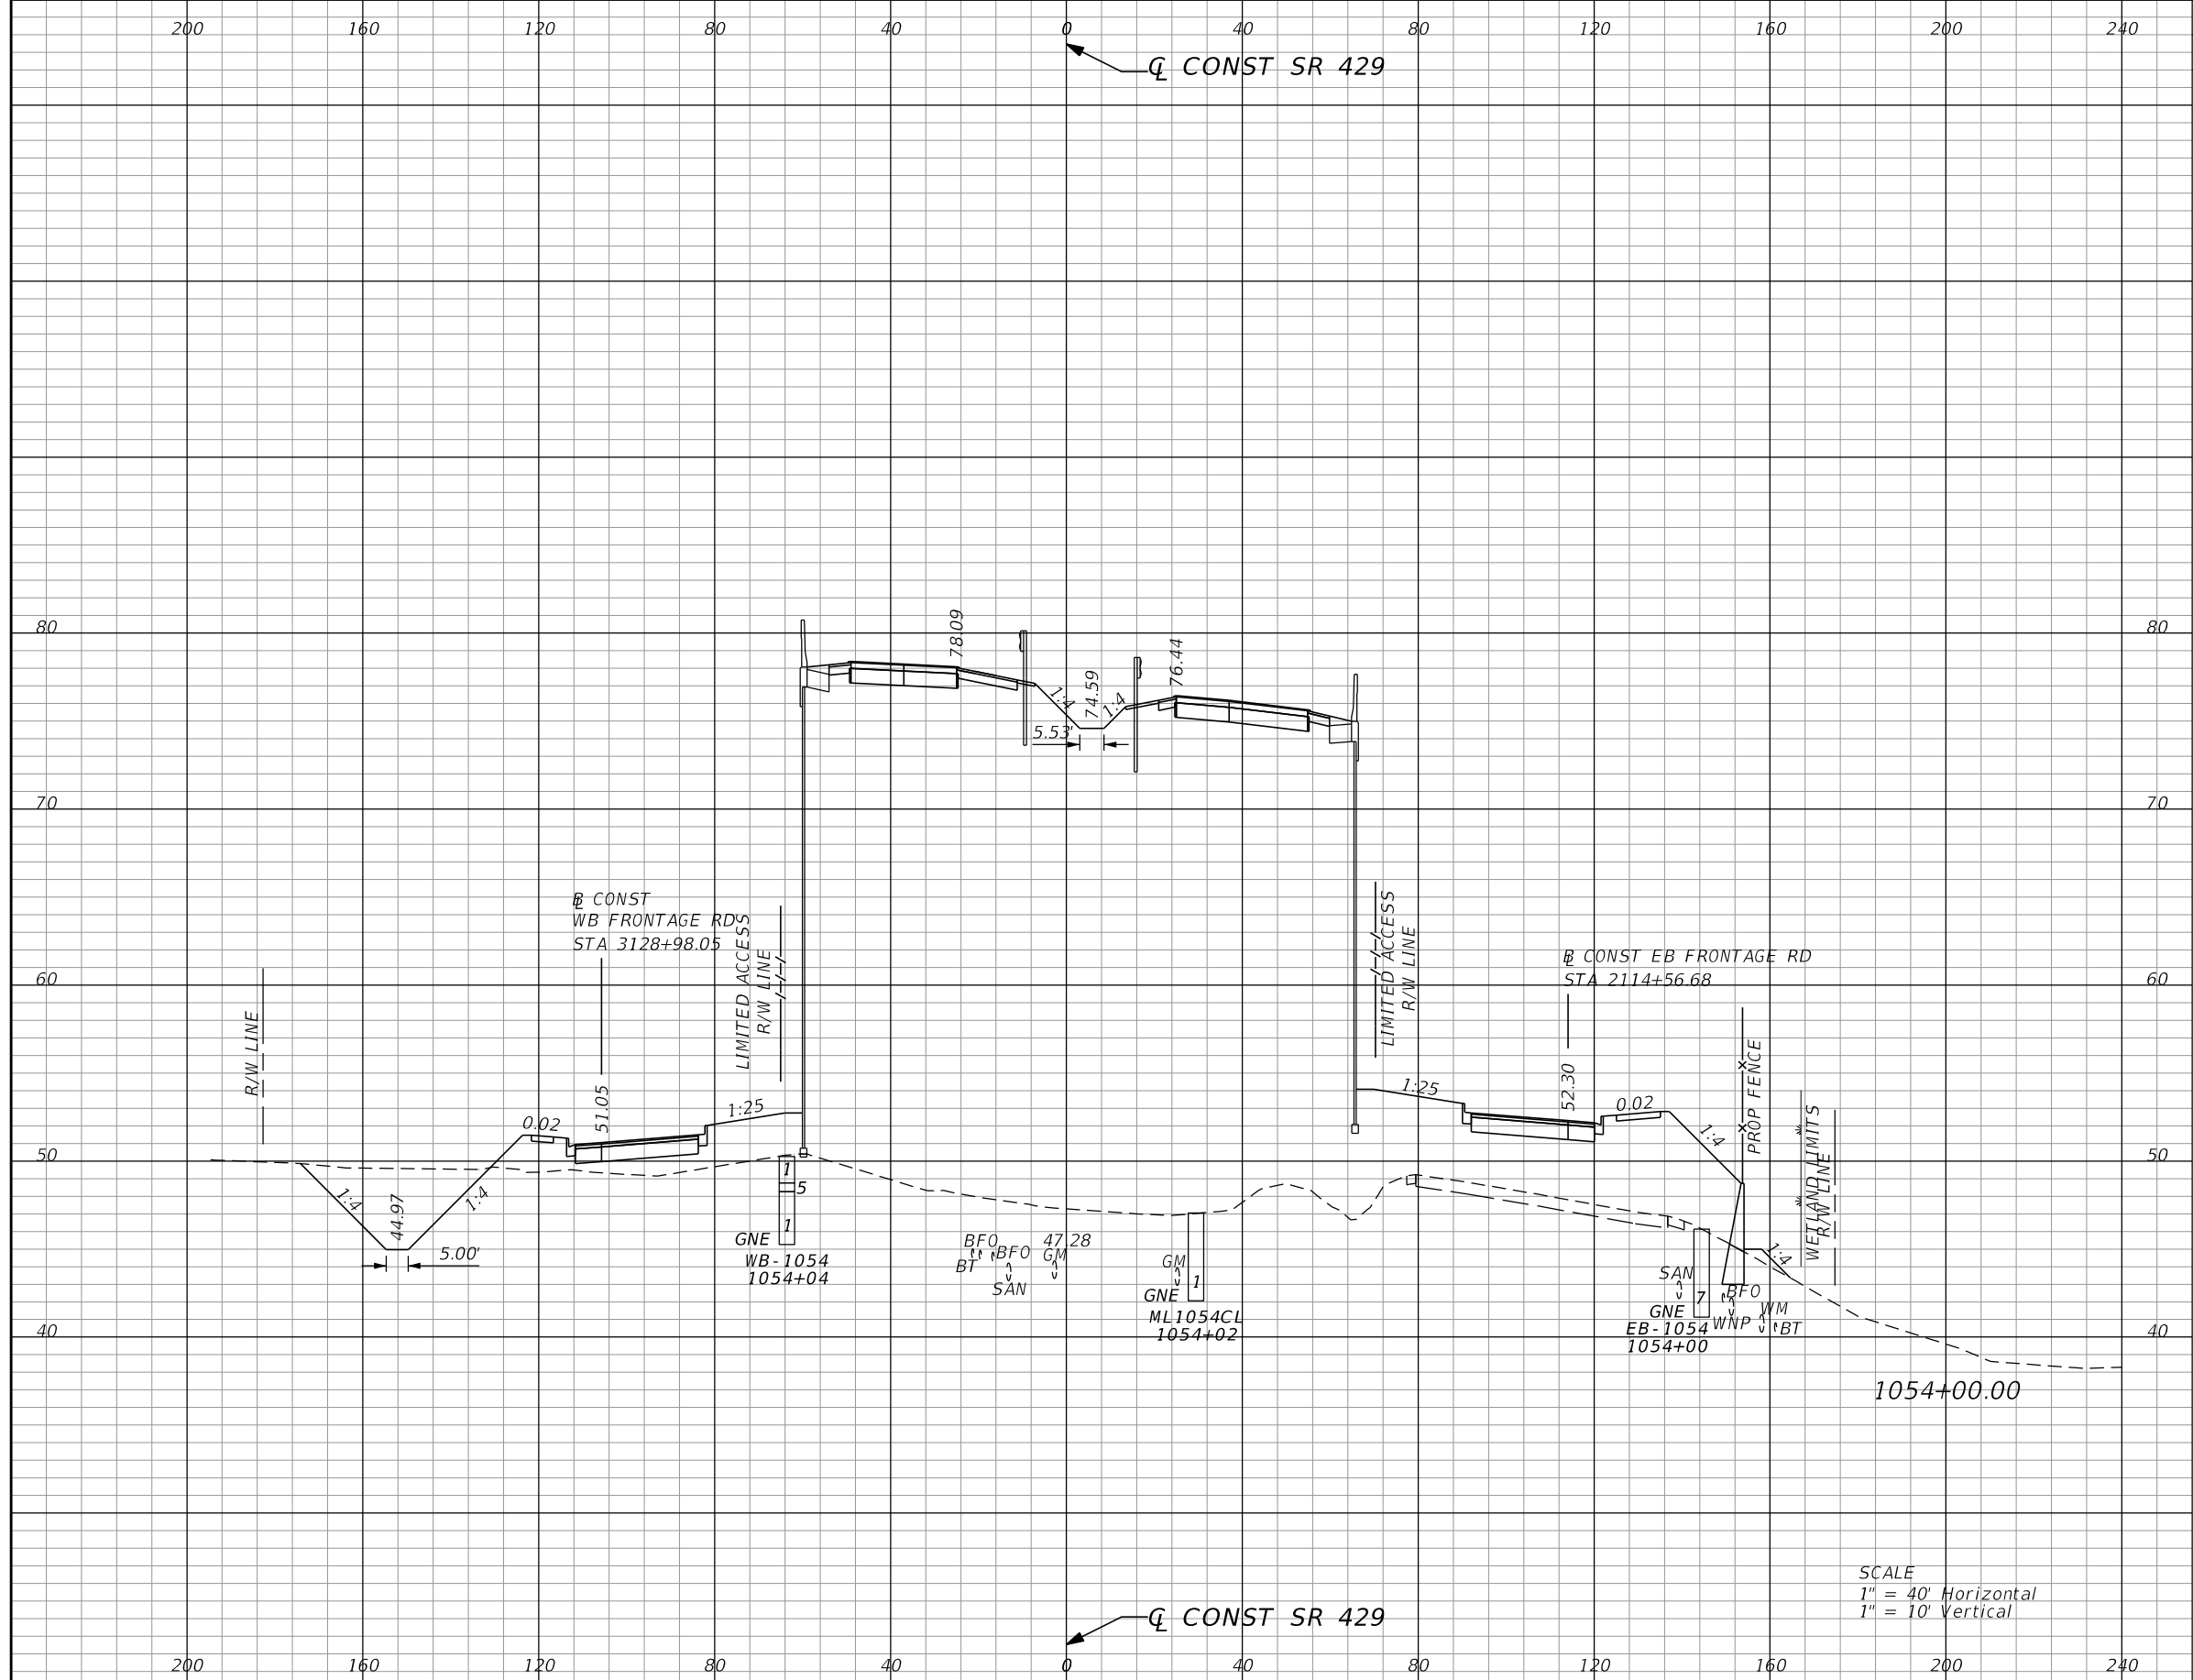 200 160 120 80 40 0 40 80 120 160 200 240
℄ CONST SR 429
80 80
78.09
76.44
74.59
1:4
1:4
5.53'
70 70
B̲L CONST
WB FRONTAGE RD
STA 3128+98.05
LIMITED ACCESS
R/W LINE
LIMITED ACCESS
R/W LINE
BL CONST EB FRONTAGE RD
STA 2114+56.68
60 60
R/W LINE
PROP FENCE
WETLAND LIMITS
R/W LINE
0.02
51.05
1:25
1:25
52.30
0.02
1:4
50 50
1:4
44.97
1:4
5.00'
1
5
1
GNE
WB-1054
1054+04
BFO
BT
BFO
SAN
47.28
GM
GM
GNE
1
ML1054CL
1054+02
SAN
7
GNE
EB-1054
1054+00
BFO
WNP
WM
BT
1:4
40 40
1054+00.00
SCALE
1" = 40' Horizontal
1" = 10' Vertical
℄ CONST SR 429
200 160 120 80 40 0 40 80 120 160 200 240